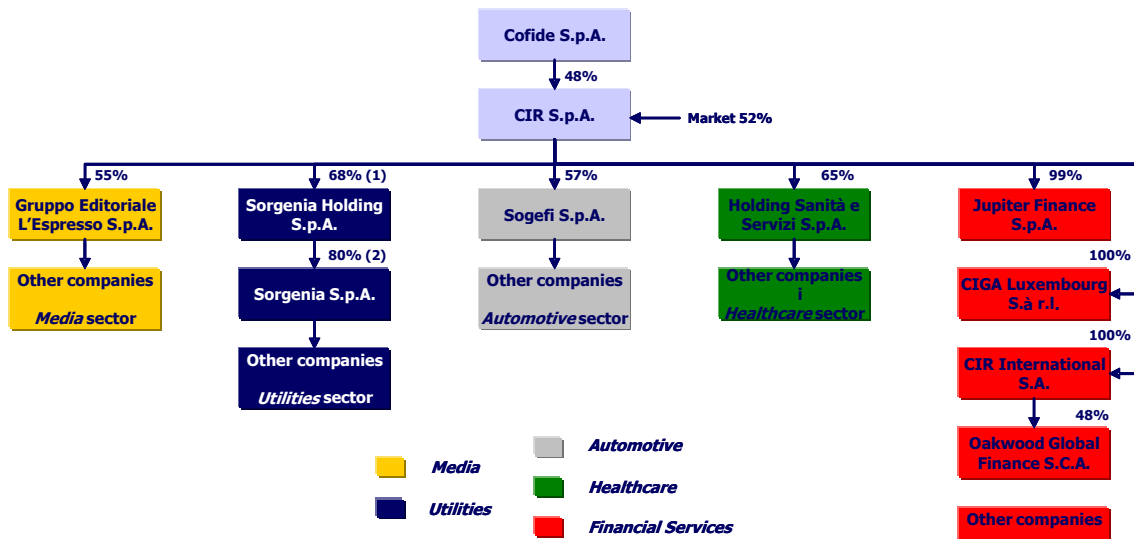 Cofide S.p.A.
48%
CIR S.p.A.
Market 52%
55%
68% (1)
57%
65%
99%
Gruppo Editoriale
L'Espresso S.p.A.
Sorgenia Holding
S.p.A.
Sogefi S.p.A.
Holding Sanità e
Servizi S.p.A.
Jupiter Finance
S.p.A.
80% (2)
100%
Other companies
Media sector
Sorgenia S.p.A.
Other companies
Automotive sector
Other companies
i
Healthcare sector
CIGA Luxembourg
S.à r.l.
100%
Other companies
Utilities sector
CIR International
S.A.
48%
Oakwood Global
Finance S.C.A.
Other companies
Media
Utilities
Automotive
Healthcare
Financial Services